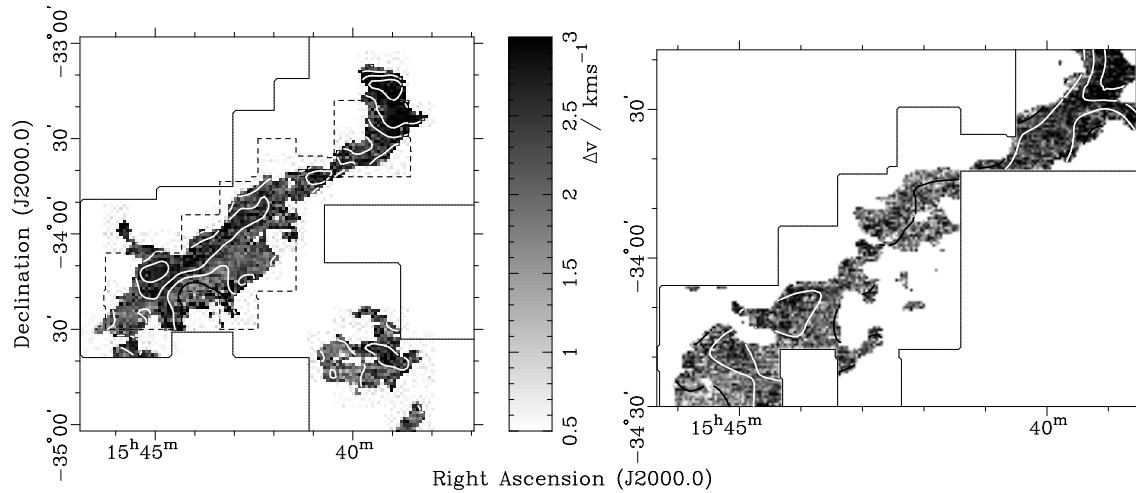 -33°00'
30'
-34°00'
30'
-35°00'
Declination (J2000.0)
15h45m
40m
3
2.5
2
1.5
1
0.5
Δv / kms⁻¹
30'
-34°00'
-34°30'
15h45m
40m
Right Ascension (J2000.0)